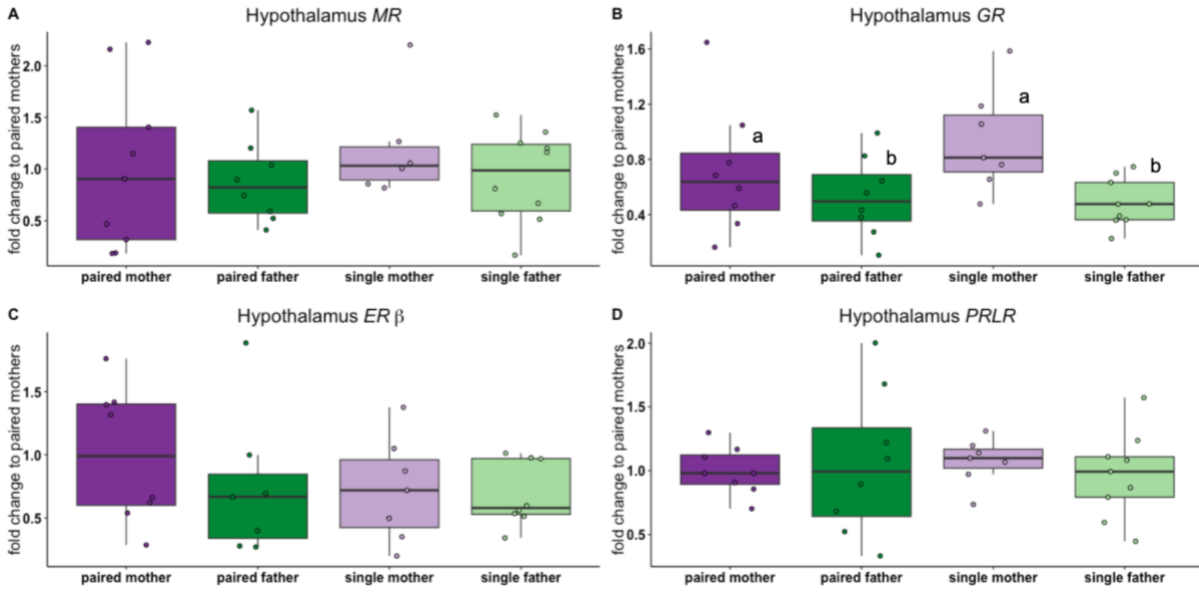 A
Hypothalamus MR
fold change to paired mothers
2.0
1.5
1.0
0.5
paired mother
paired father
single mother
single father
B
Hypothalamus GR
fold change to paired mothers
1.6
1.2
0.8
0.4
a
b
a
b
paired mother
paired father
single mother
single father
C
Hypothalamus ER β
fold change to paired mothers
1.5
1.0
0.5
paired mother
paired father
single mother
single father
D
Hypothalamus PRLR
fold change to paired mothers
2.0
1.5
1.0
0.5
paired mother
paired father
single mother
single father